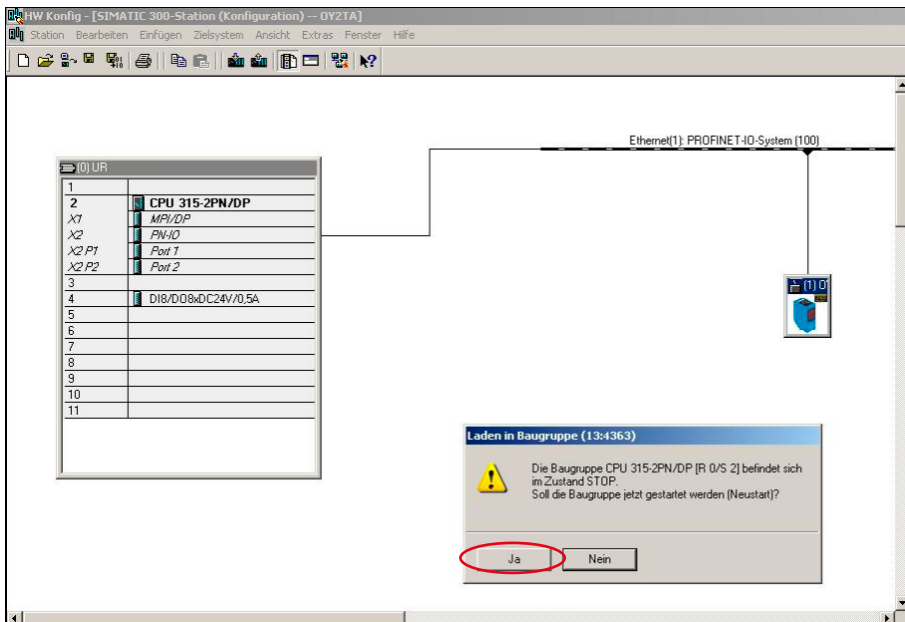 HW Konfig - [SIMATIC 300-Station (Konfiguration) -- OY2TA]
Station Bearbeiten Einfügen Zielsystem Ansicht Extras Fenster Hilfe
Ethernet(1): PROFINET-IO-System (100)
(0) UR
1
2 CPU 315-2PN/DP
X1 MPI/DP
X2 PN-IO
X2 P1 Port 1
X2 P2 Port 2
3
4 DI8/DO8xDC24V/0,5A
5
6
7
8
9
10
11
(1) O
Laden in Baugruppe (13:4363)
Die Baugruppe CPU 315-2PN/DP [R 0/S 2] befindet sich
im Zustand STOP.
Soll die Baugruppe jetzt gestartet werden (Neustart)?
Ja Nein